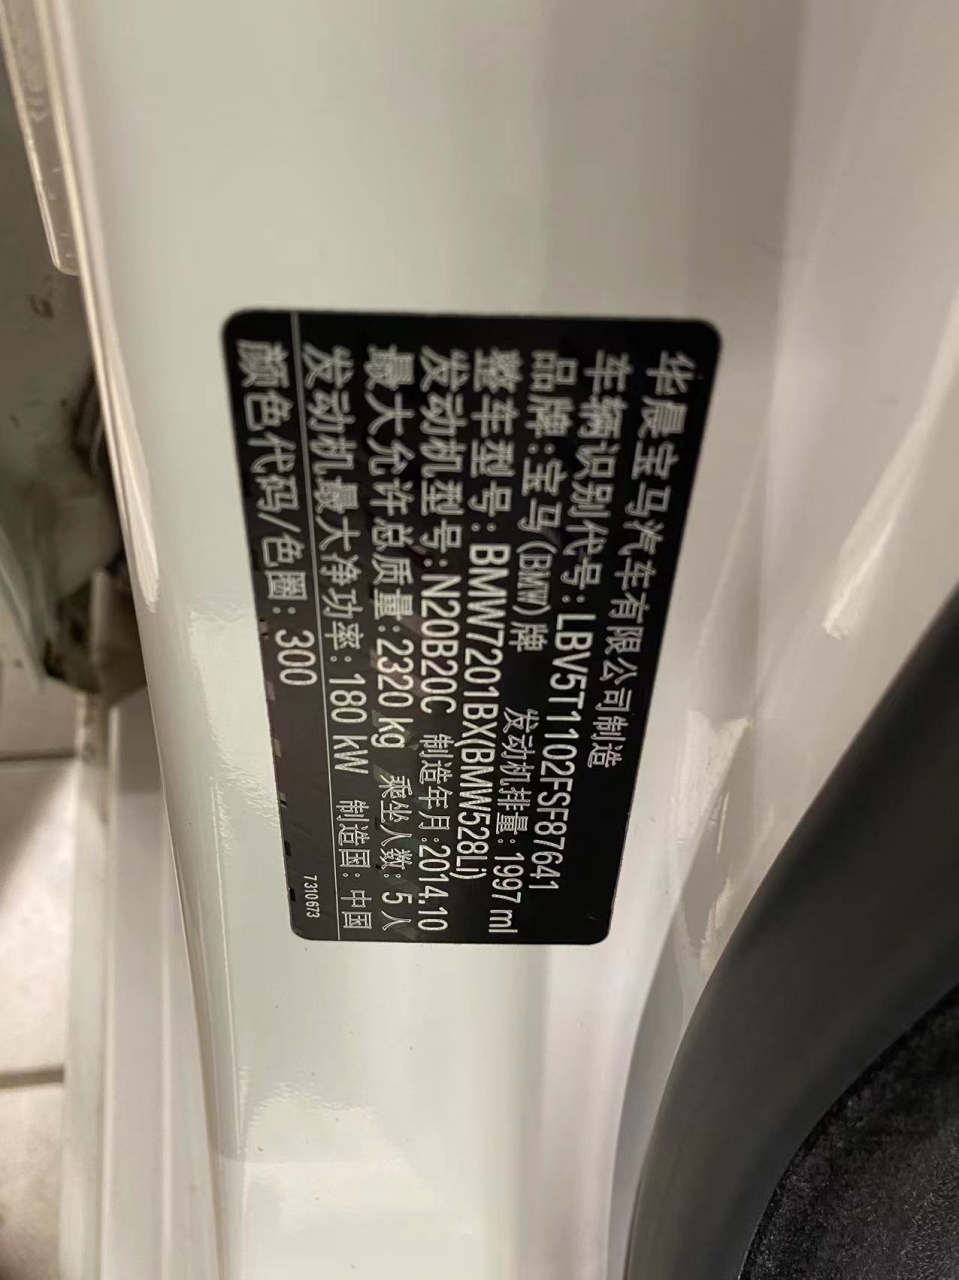 华晨宝马汽车有限公司制造
车辆识别代号：LBV5T1102FSF87641
品牌：宝马(BMW)牌 发动机排量：1997 ml
整车型号：BMW7201BX(BMW528Li)
发动机型号：N20B20C 制造年月：2014.10
最大允许总质量：2320 kg 乘坐人数：5 人
发动机最大净功率：180 kW 制造国：中国
颜色代码/色圈：300 7310673